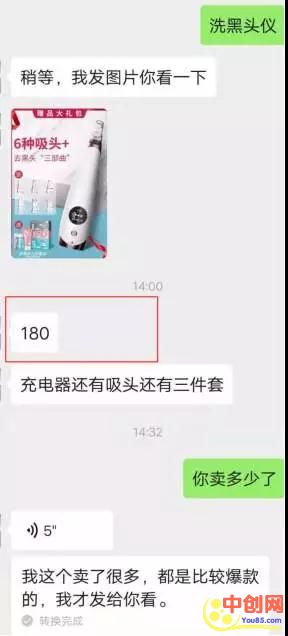 洗黑头仪
稍等，我发图片你看一下
赠品大礼包
6种吸头+
去黑头“三部曲”
14:00
180
充电器还有吸头还有三件套
14:32
你卖多少了
5"
我这个卖了很多，都是比较爆款
的，我才发给你看。
转换完成
中创网
You85.com